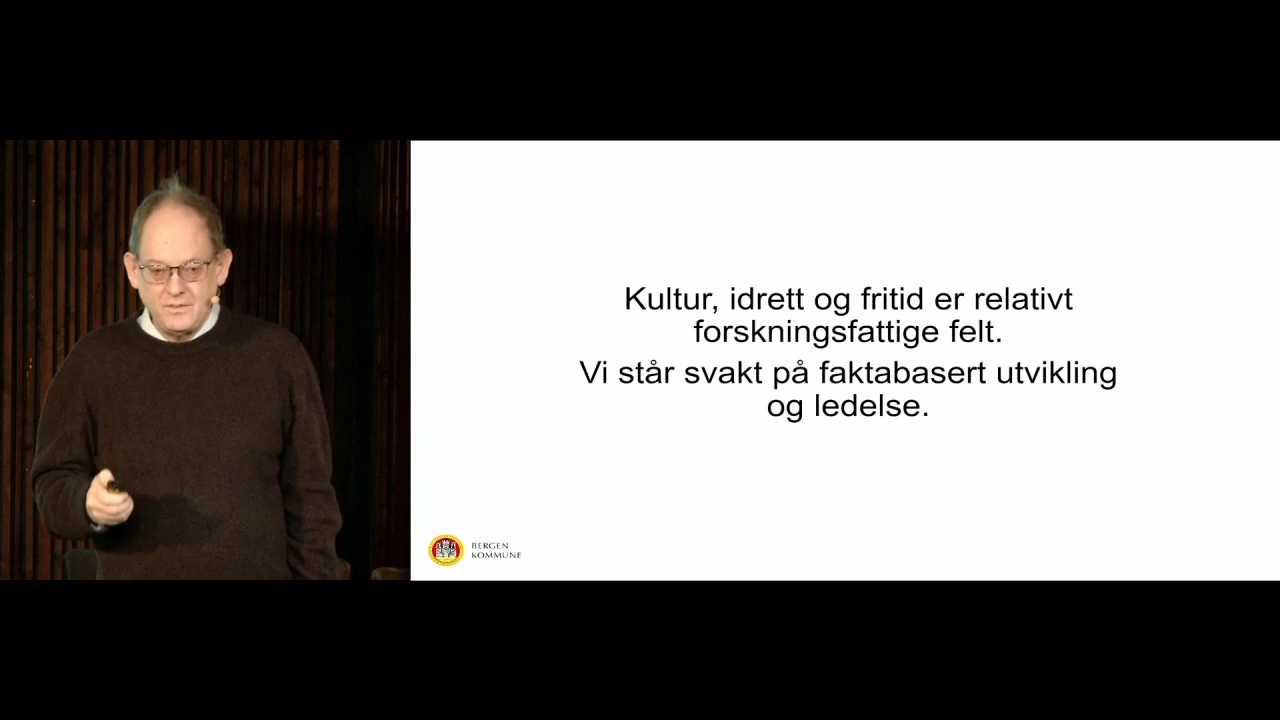 Kultur, idrett og fritid er relativt
forskningsfattige felt.
Vi står svakt på faktabasert utvikling
og ledelse.
BERGEN
KOMMUNE